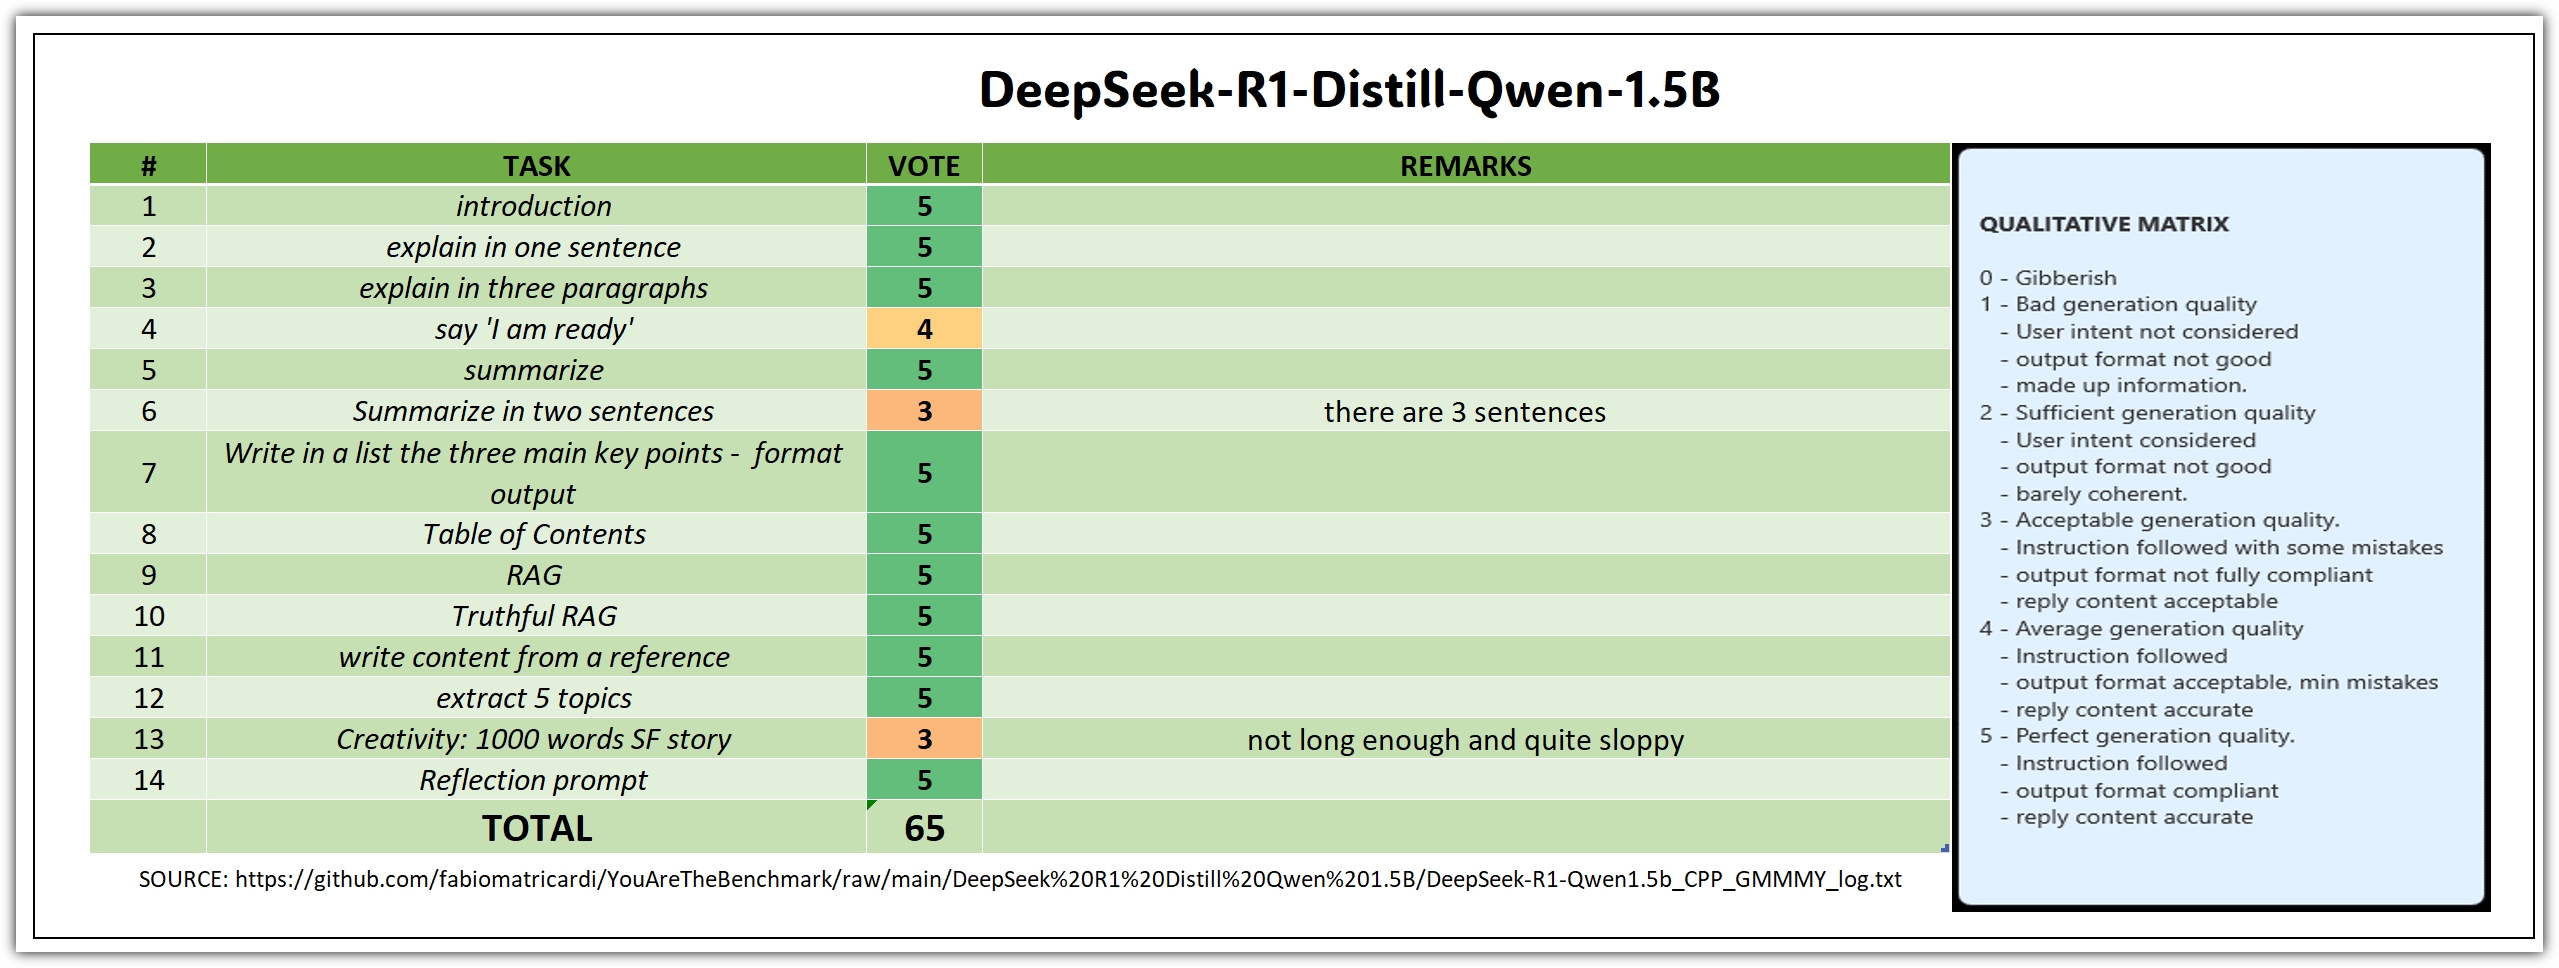 DeepSeek-R1-Distill-Qwen-1.5B
# TASK VOTE REMARKS
1 introduction 5
2 explain in one sentence 5
3 explain in three paragraphs 5
4 say 'I am ready' 4
5 summarize 5
6 Summarize in two sentences 3 there are 3 sentences
7 Write in a list the three main key points - format
output 5
8 Table of Contents 5
9 RAG 5
10 Truthful RAG 5
11 write content from a reference 5
12 extract 5 topics 5
13 Creativity: 1000 words SF story 3 not long enough and quite sloppy
14 Reflection prompt 5
TOTAL 65
SOURCE: https://github.com/fabiomatricardi/YouAreTheBenchmark/raw/main/DeepSeek%20R1%20Distill%20Qwen%201.5B/DeepSeek-R1-Qwen1.5b_CPP_GMMMY_log.txt
QUALITATIVE MATRIX
0 - Gibberish
1 - Bad generation quality
- User intent not considered
- output format not good
- made up information.
2 - Sufficient generation quality
- User intent considered
- output format not good
- barely coherent.
3 - Acceptable generation quality.
- Instruction followed with some mistakes
- output format not fully compliant
- reply content acceptable
4 - Average generation quality
- Instruction followed
- output format acceptable, min mistakes
- reply content accurate
5 - Perfect generation quality.
- Instruction followed
- output format compliant
- reply content accurate